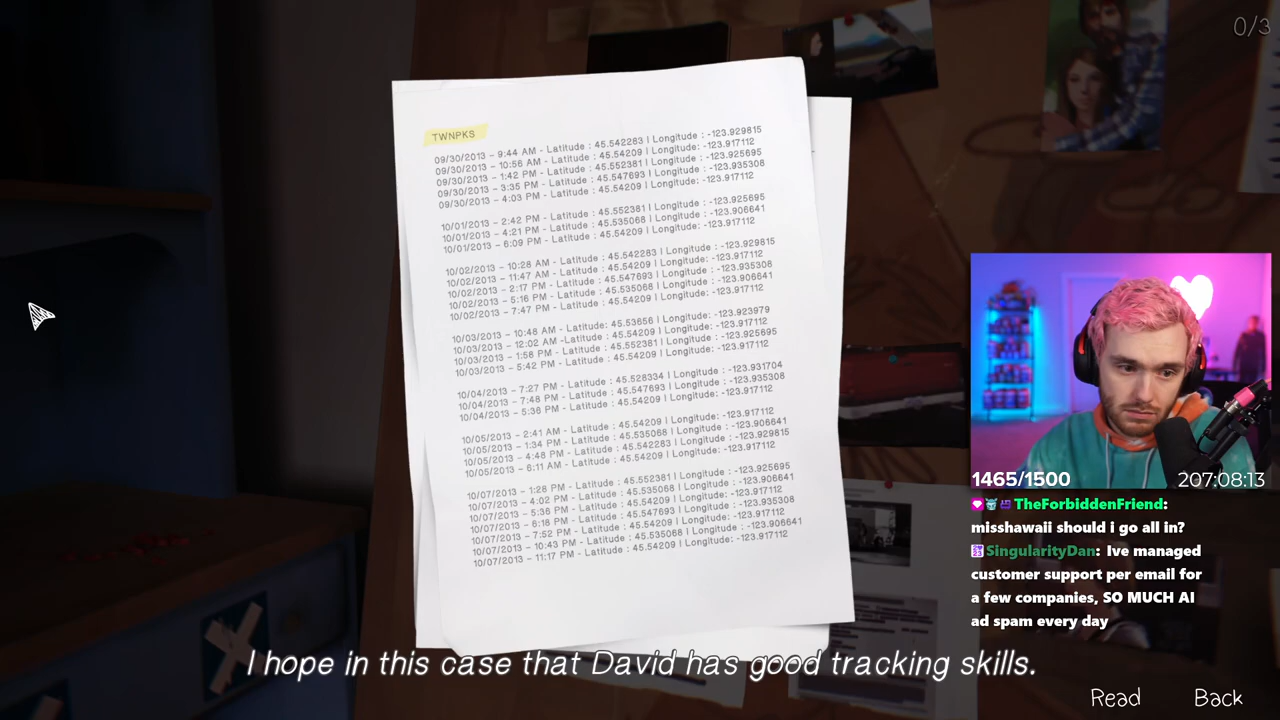 0/3
TWNPKS
09/30/2013 - 9:44 AM - Latitude : 45.542283 | Longitude : -123.929815
09/30/2013 - 10:56 AM - Latitude : 45.54209 | Longitude : -123.917112
09/30/2013 - 1:42 PM - Latitude : 45.552381 | Longitude : -123.925695
09/30/2013 - 3:35 PM - Latitude : 45.547693 | Longitude : -123.935308
09/30/2013 - 4:03 PM - Latitude : 45.54209 | Longitude: -123.917112
10/01/2013 - 2:42 PM - Latitude : 45.552381 | Longitude : -123.925695
10/01/2013 - 4:21 PM - Latitude : 45.535068 | Longitude : -123.906641
10/01/2013 - 6:09 PM - Latitude : 45.54209 | Longitude: -123.917112
10/02/2013 - 10:28 AM - Latitude : 45.542283 | Longitude : -123.929815
10/02/2013 - 11:47 AM - Latitude : 45.54209 | Longitude: -123.917112
10/02/2013 - 2:17 PM - Latitude : 45.547693 | Longitude : -123.935308
10/02/2013 - 5:16 PM - Latitude : 45.535068 | Longitude : -123.906641
10/02/2013 - 7:47 PM - Latitude : 45.54209 | Longitude: -123.917112
10/03/2013 - 10:48 AM - Latitude: 45.53656 | Longitude: -123.923979
10/03/2013 - 12:02 AM -Latitude : 45.54209 | Longitude: -123.917112
10/03/2013 - 1:58 PM - Latitude : 45.552381 | Longitude : -123.925695
10/03/2013 - 5:42 PM - Latitude : 45.54209 | Longitude: -123.917112
10/04/2013 - 7:27 PM - Latitude : 45.528334 | Longitude : -123.931704
10/04/2013 - 7:48 PM - Latitude : 45.547693 | Longitude : -123.935308
10/04/2013 - 5:36 PM - Latitude : 45.54209 | Longitude: -123.917112
10/05/2013 - 2:41 AM - Latitude : 45.54209 | Longitude: -123.917112
10/05/2013 - 1:34 PM - Latitude : 45.535068 | Longitude : -123.906641
10/05/2013 - 4:48 PM - Latitude : 45.542283 | Longitude : -123.929815
10/05/2013 - 6:11 AM - Latitude : 45.54209 | Longitude: -123.917112
10/07/2013 - 1:28 PM - Latitude : 45.552381 | Longitude : -123.925695
10/07/2013 - 4:02 PM - Latitude : 45.535068 | Longitude : -123.906641
10/07/2013 - 5:36 PM - Latitude : 45.54209 | Longitude: -123.917112
10/07/2013 - 6:18 PM - Latitude : 45.547693 | Longitude : -123.935308
10/07/2013 - 7:52 PM - Latitude : 45.54209 | Longitude: -123.917112
10/07/2013 - 10:43 PM - Latitude : 45.535068 | Longitude : -123.906641
10/07/2013 - 11:17 PM - Latitude : 45.54209 | Longitude: -123.917112
1465/1500
207:08:13
TheForbiddenFriend:
misshawaii should i go all in?
SingularityDan: Ive managed
customer support per email for
a few companies, SO MUCH AI
ad spam every day
I hope in this case that David has good tracking skills.
Read
Back